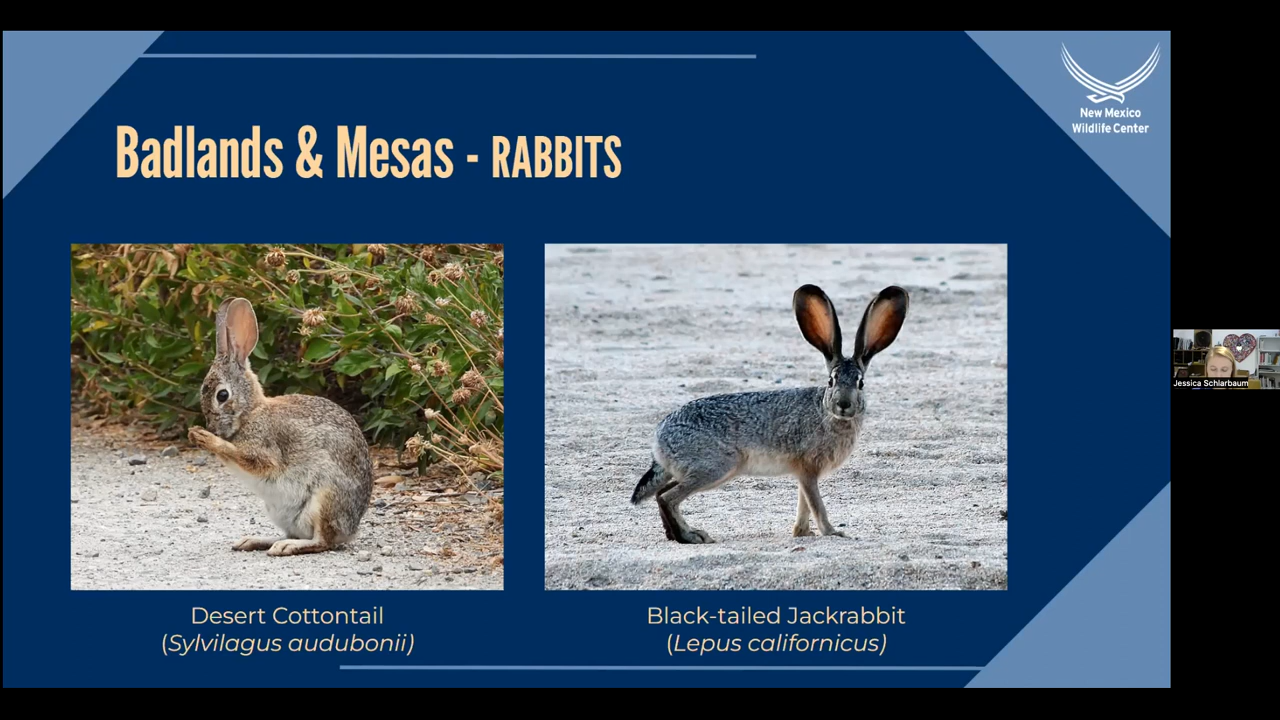 New Mexico
Wildlife Center
Badlands & Mesas - RABBITS
Desert Cottontail
(Sylvilagus audubonii)
Black-tailed Jackrabbit
(Lepus californicus)
Jessica Schlarbaum